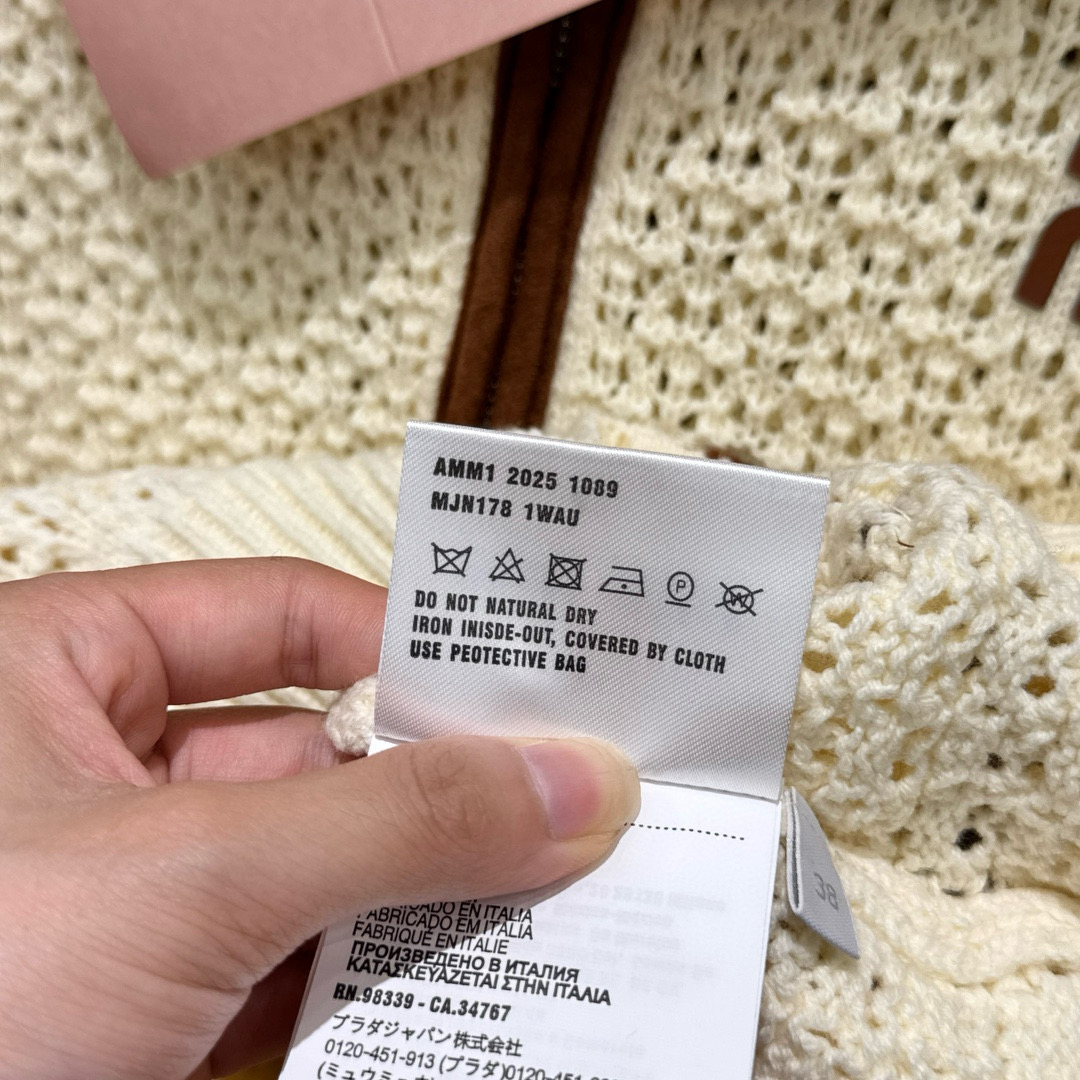 AMM1 2025 1089
MJN178 1WAU
P
W
DO NOT NATURAL DRY
IRON INISDE-OUT, COVERED BY CLOTH
USE PEOTECTIVE BAG
FABRICADO EM ITALIA
FABRIQUÉ EN ITALIE
ПРОИЗВЕДЕНО В ИТАЛИЯ
ΚΑΤΑΣΚΕΥΑΖΕΤΑΙ ΣΤΗΝ ΙΤΑΛΙΑ
RN.98339 - CA.34767
プラダジャパン株式会社
0120-451-913 (プラダ)
38